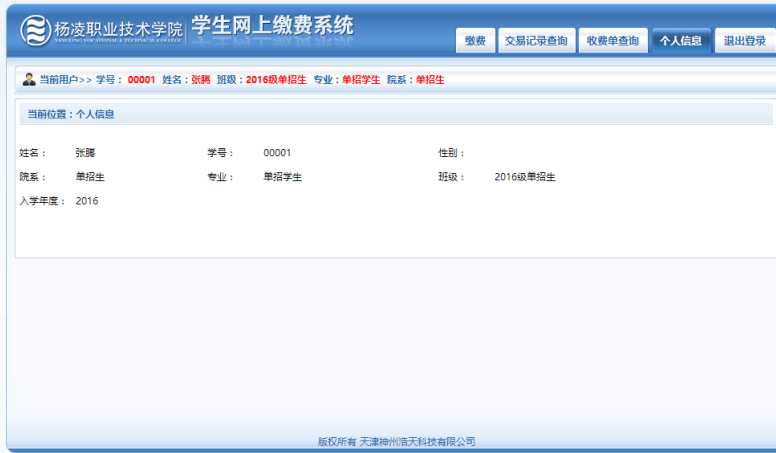 杨凌职业技术学院 学生网上缴费系统
YANGLING VOCATIONAL & TECHNICAL COLLEGE
缴费 交易记录查询 收费单查询 个人信息 退出登录
当前用户>> 学号： 00001 姓名：张腾 班级：2016级单招生 专业：单招学生 院系：单招生
当前位置：个人信息
姓名： 张腾 学号： 00001 性别：
院系： 单招生 专业： 单招学生 班级： 2016级单招生
入学年度： 2016
版权所有 天津神州浩天科技有限公司